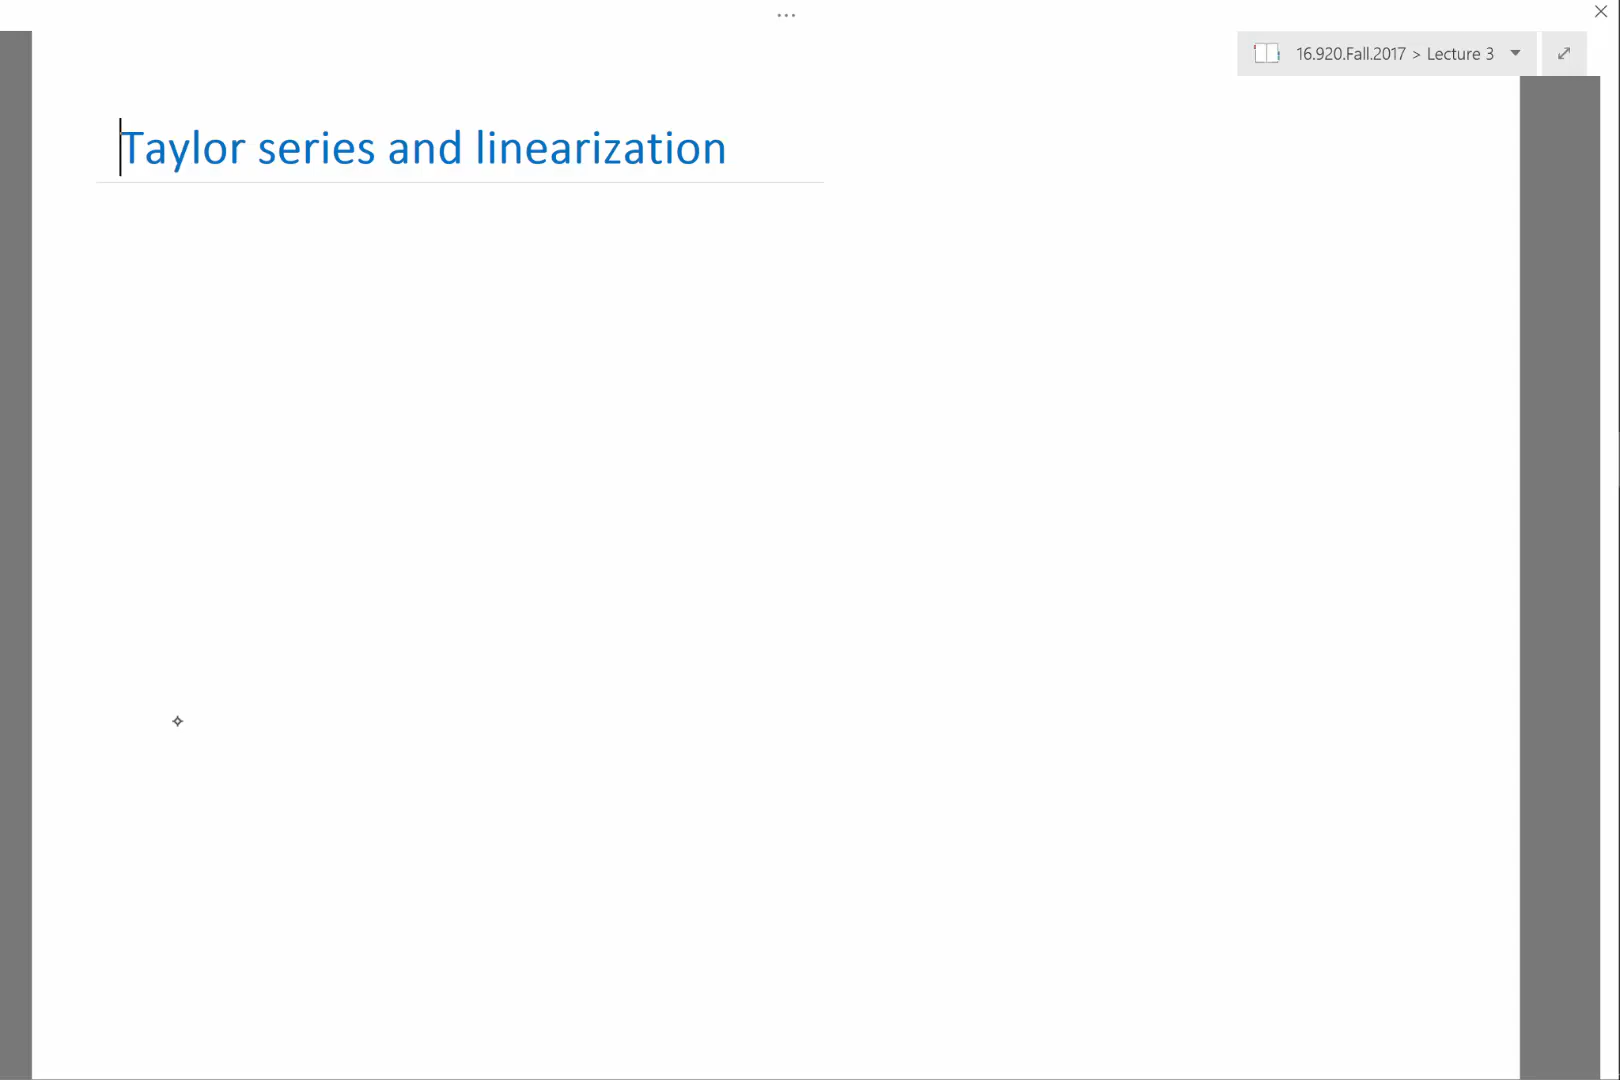 16.920.Fall.2017 > Lecture 3
Taylor series and linearization